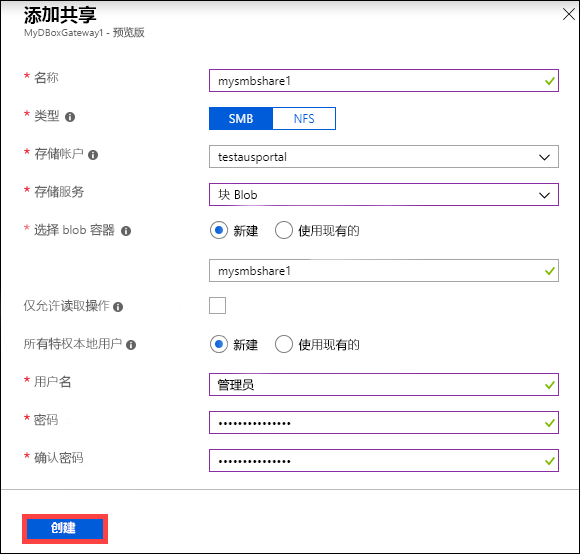 添加共享
MyDBoxGateway1 - 预览版
* 名称
mysmbshare1
* 类型
SMB NFS
* 存储帐户
testausportal
* 存储服务
块 Blob
* 选择 blob 容器
新建 使用现有的
mysmbshare1
仅允许读取操作
所有特权本地用户
新建 使用现有的
* 用户名
管理员
* 密码
•••••••••••••••
* 确认密码
•••••••••••••••
创建